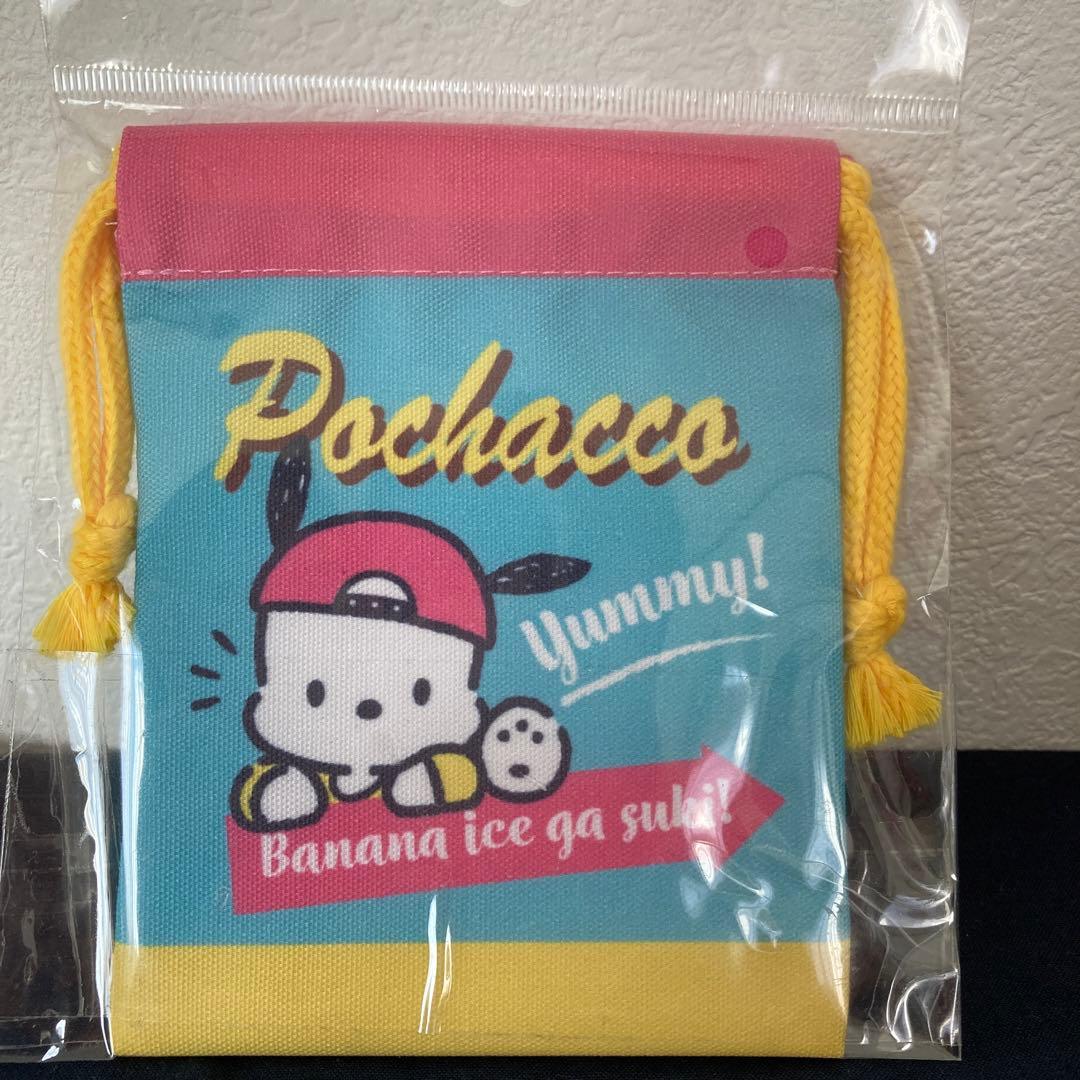 Pochacco
Yummy!
Banana ice ga suki!